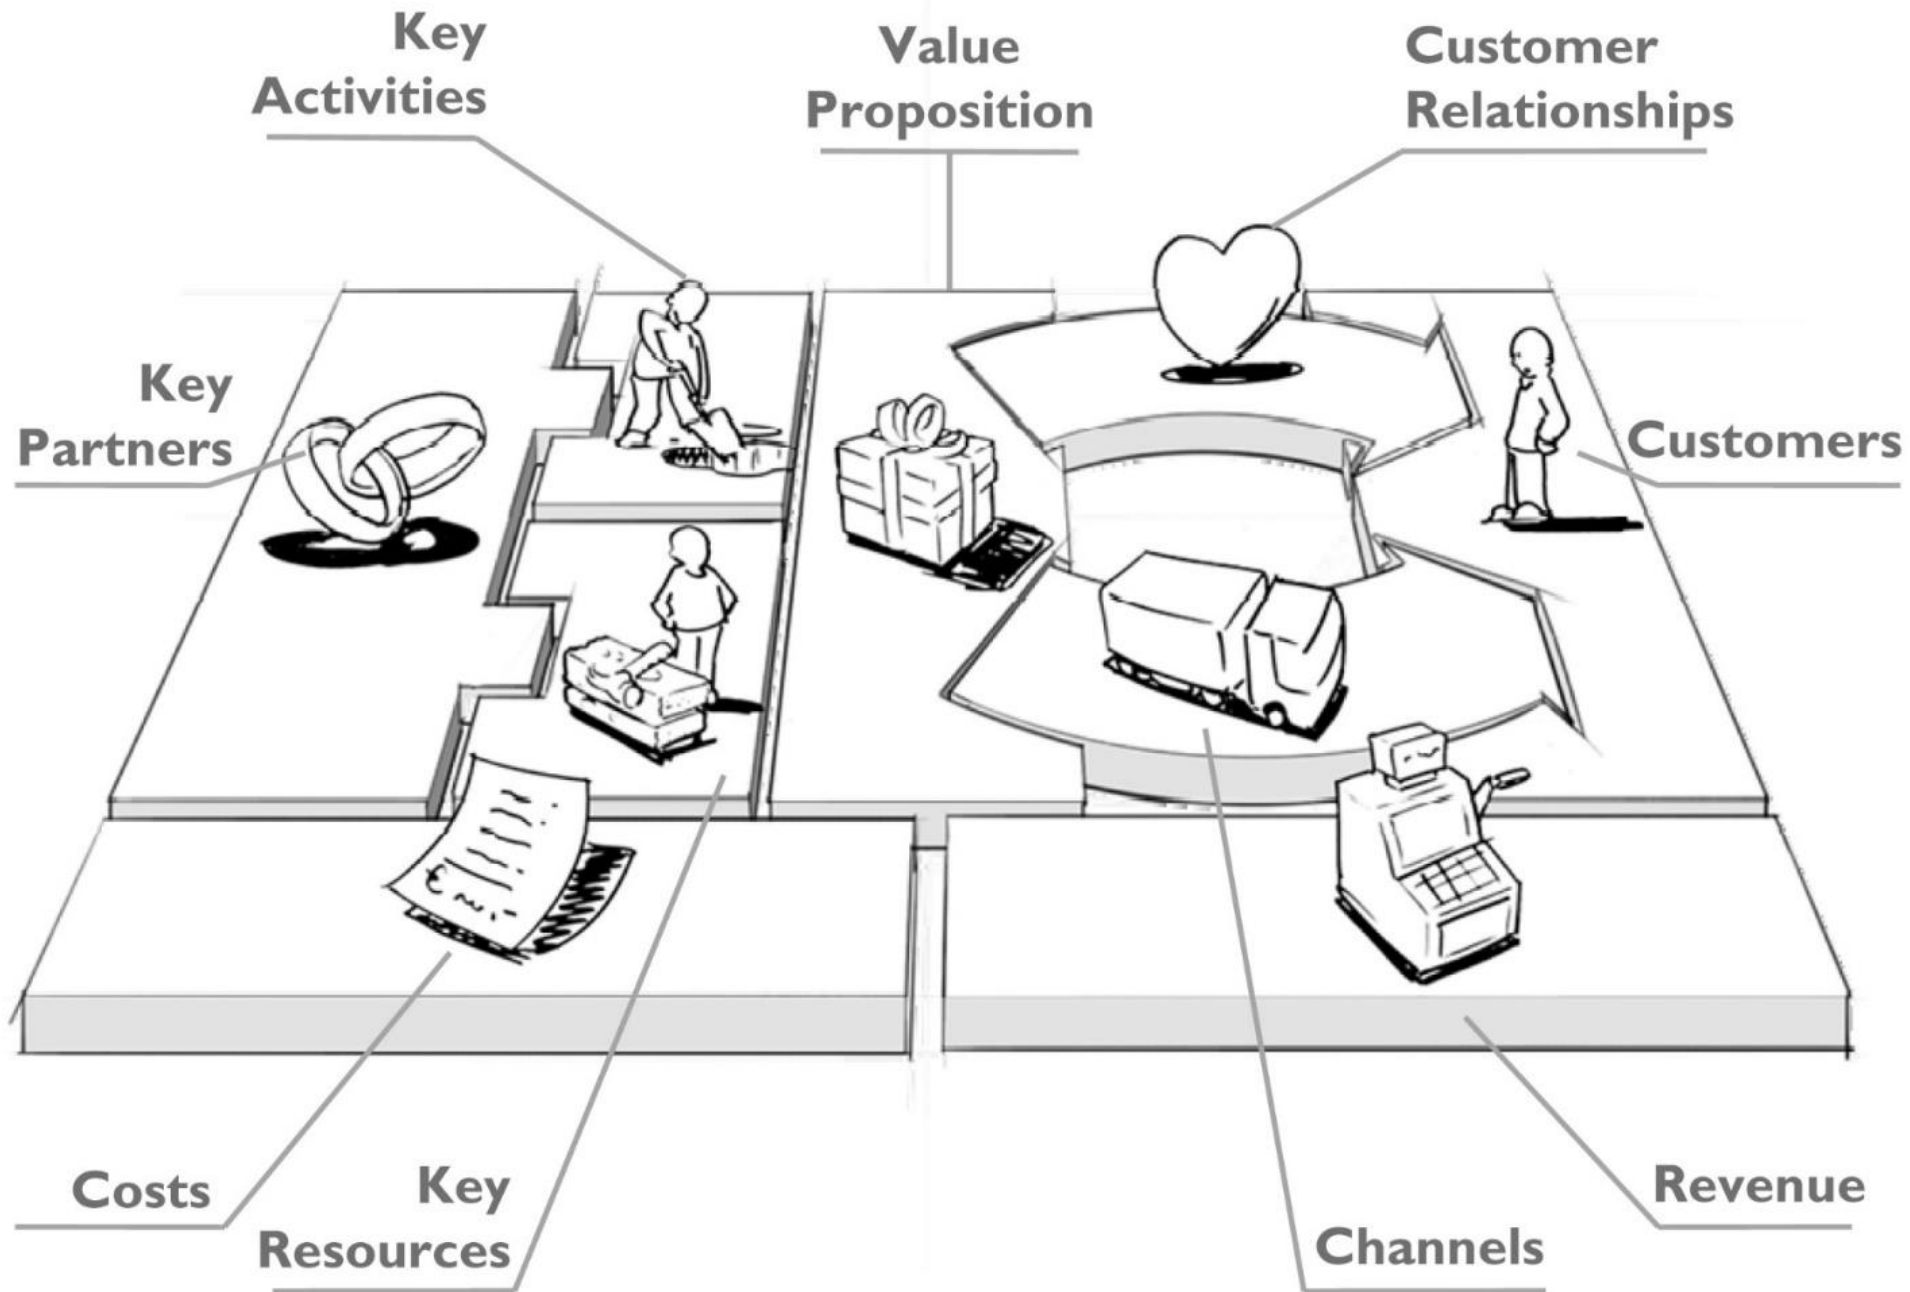 Key
Activities
Value
Proposition
Customer
Relationships
Key
Partners
Customers
Costs
Key
Resources
Channels
Revenue